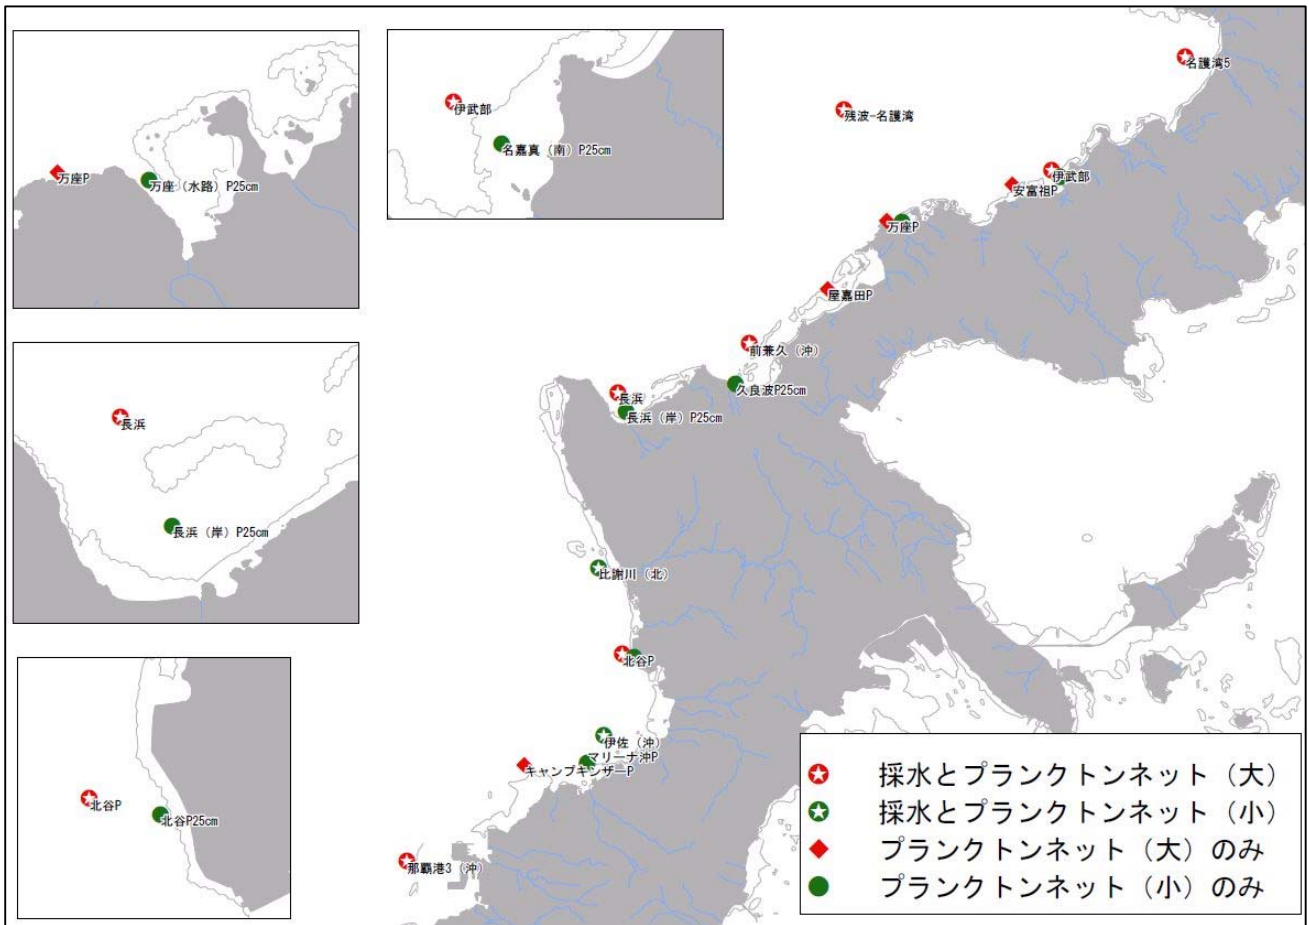 万座P
万座（水路）P25cm
伊武部
名嘉真（南）P25cm
長浜
長浜（岸）P25cm
北谷P
北谷P25cm
名護湾5
残波-名護湾
伊武部
安富祖P
万座P
屋嘉田P
前兼久（沖）
久良波P25cm
長浜
長浜（岸）P25cm
比謝川（北）
北谷P
伊佐（沖）
マリーナ沖P
キャンプキンザーP
那覇港3（沖）
採水とプランクトンネット（大）
採水とプランクトンネット（小）
プランクトンネット（大）のみ
プランクトンネット（小）のみ